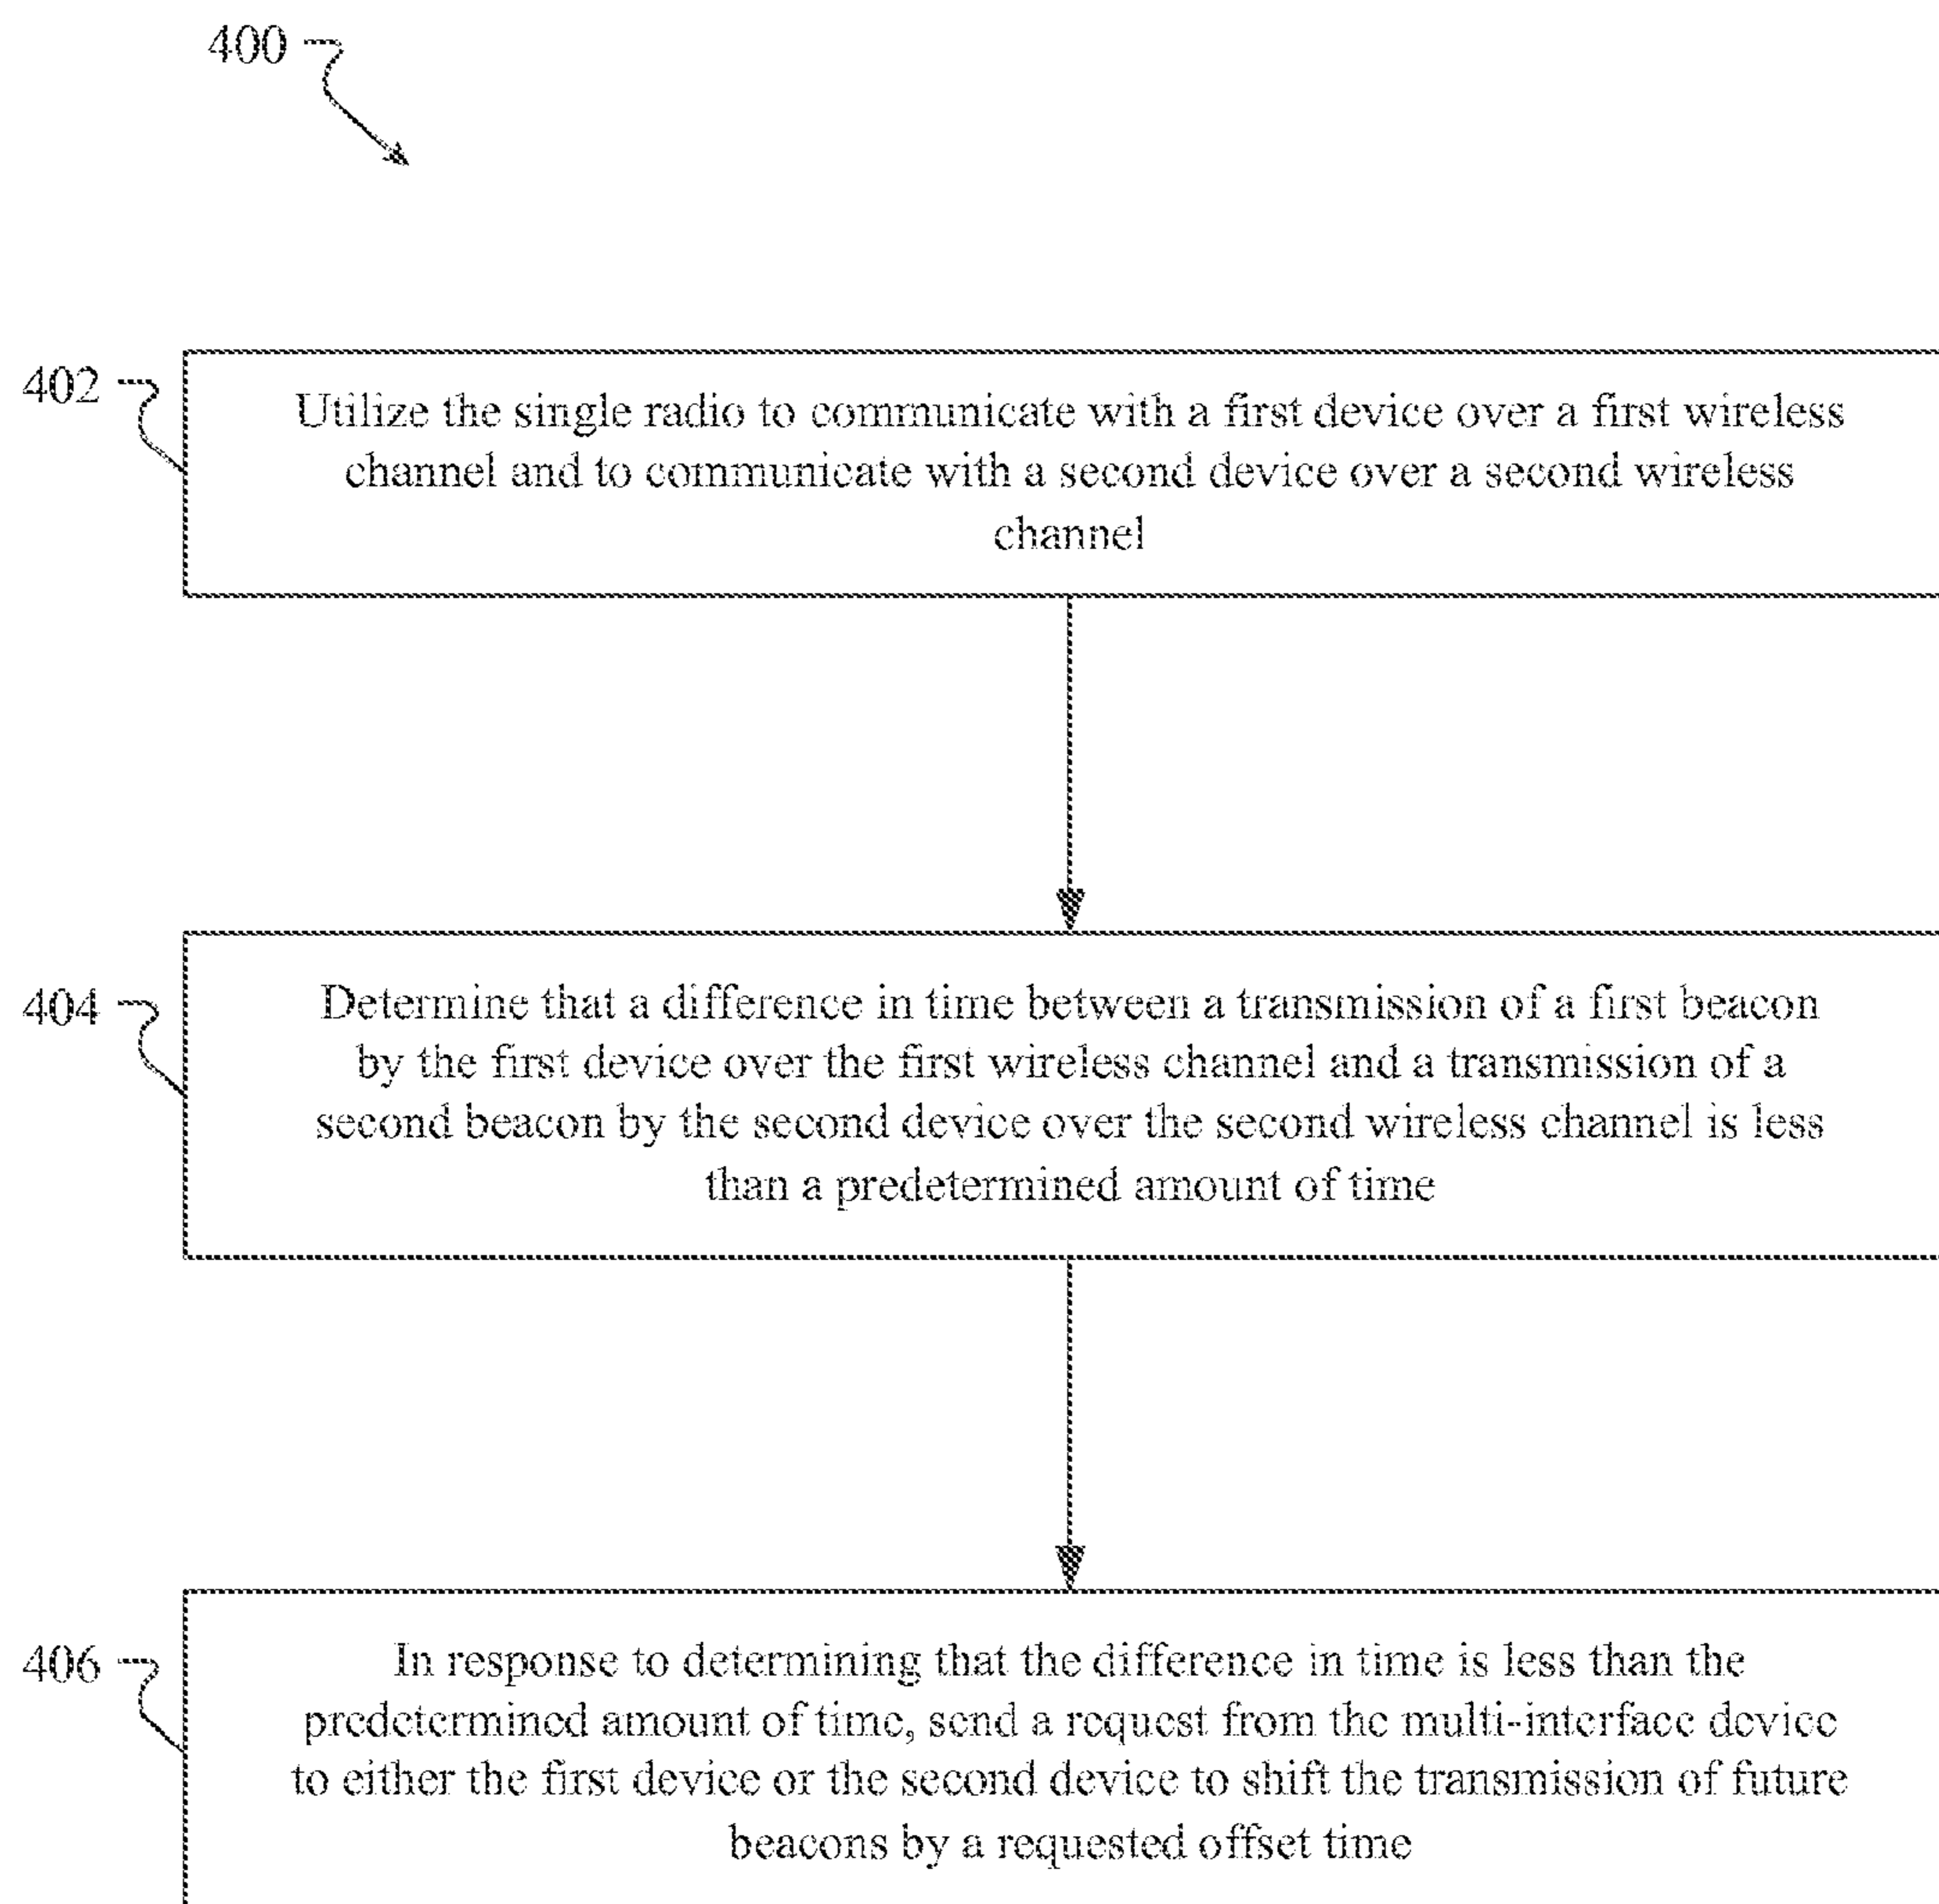 400
402
Utilize the single radio to communicate with a first device over a first wireless
channel and to communicate with a second device over a second wireless
channel
404
Determine that a difference in time between a transmission of a first beacon
by the first device over the first wireless channel and a transmission of a
second beacon by the second device over the second wireless channel is less
than a predetermined amount of time
406
In response to determining that the difference in time is less than the
predetermined amount of time, send a request from the multi-interface device
to either the first device or the second device to shift the transmission of future
beacons by a requested offset time